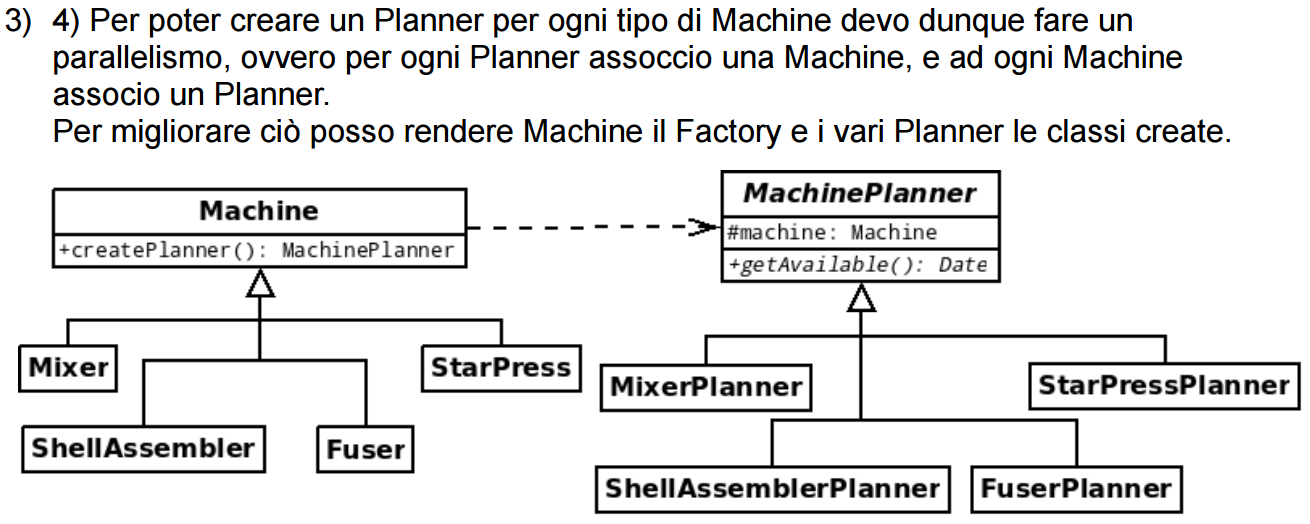 3) 4) Per poter creare un Planner per ogni tipo di Machine devo dunque fare un
parallelismo, ovvero per ogni Planner assoccio una Machine, e ad ogni Machine
associo un Planner.
Per migliorare ciò posso rendere Machine il Factory e i vari Planner le classi create.
Machine
+createPlanner(): MachinePlanner
MachinePlanner
#machine: Machine
+getAvailable(): Date
Mixer
StarPress
ShellAssembler
Fuser
MixerPlanner
StarPressPlanner
ShellAssemblerPlanner
FuserPlanner